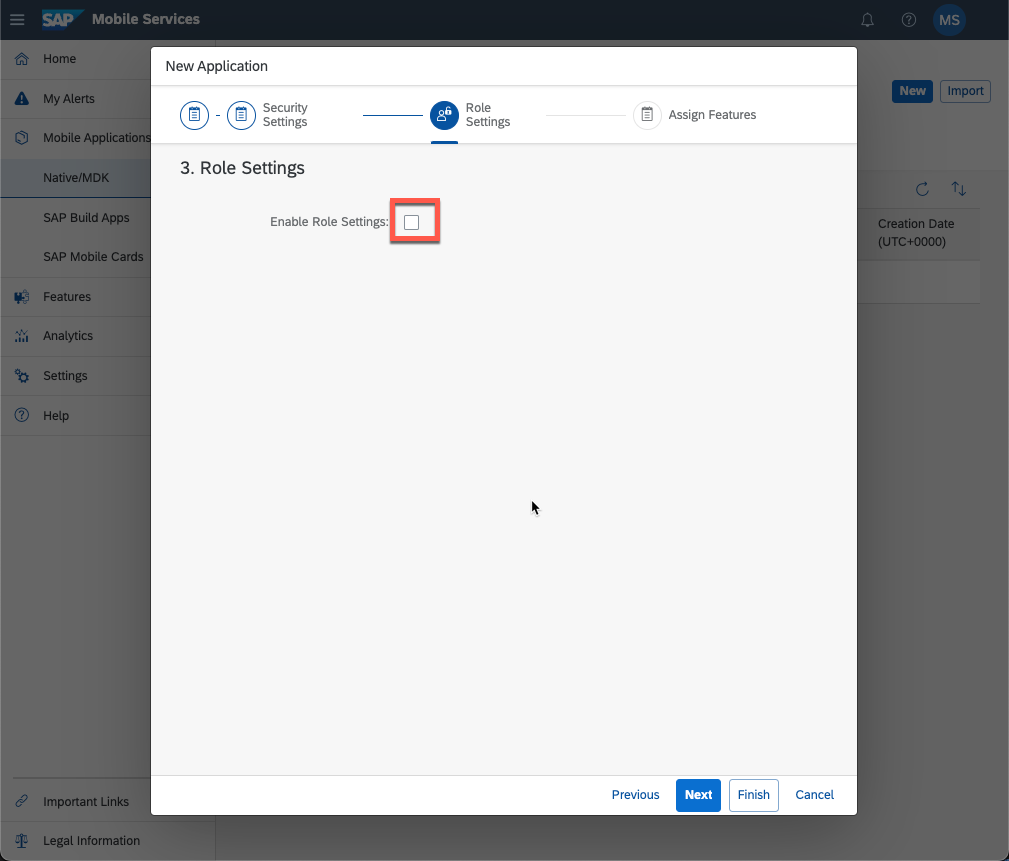 SAP Mobile Services
MS
Home
My Alerts
Mobile Applications
Native/MDK
SAP Build Apps
SAP Mobile Cards
Features
Analytics
Settings
Help
Important Links
Legal Information
New Application
Security
Settings
Role
Settings
Assign Features
3. Role Settings
Enable Role Settings:
Previous
Next
Finish
Cancel
New
Import
Creation Date
(UTC+0000)